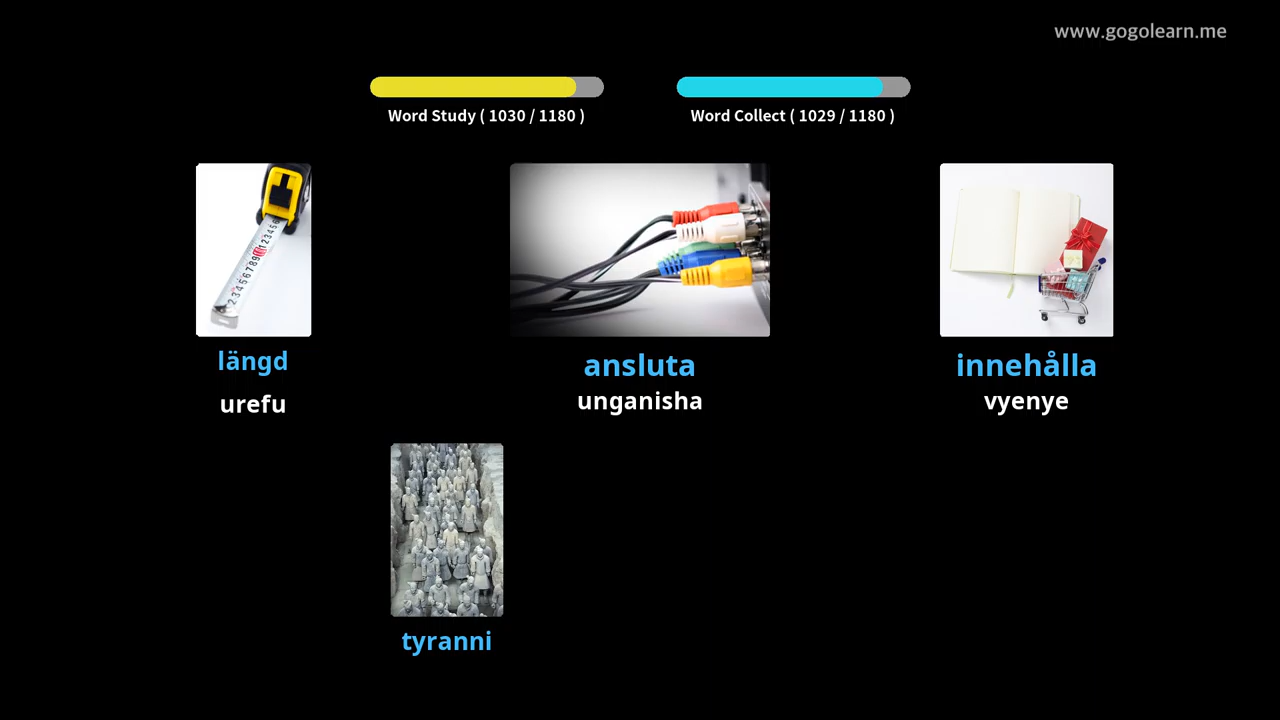 www.gogolearn.me
Word Study ( 1030 / 1180 )
Word Collect ( 1029 / 1180 )
längd
urefu
ansluta
unganisha
innehålla
vyenye
tyranni